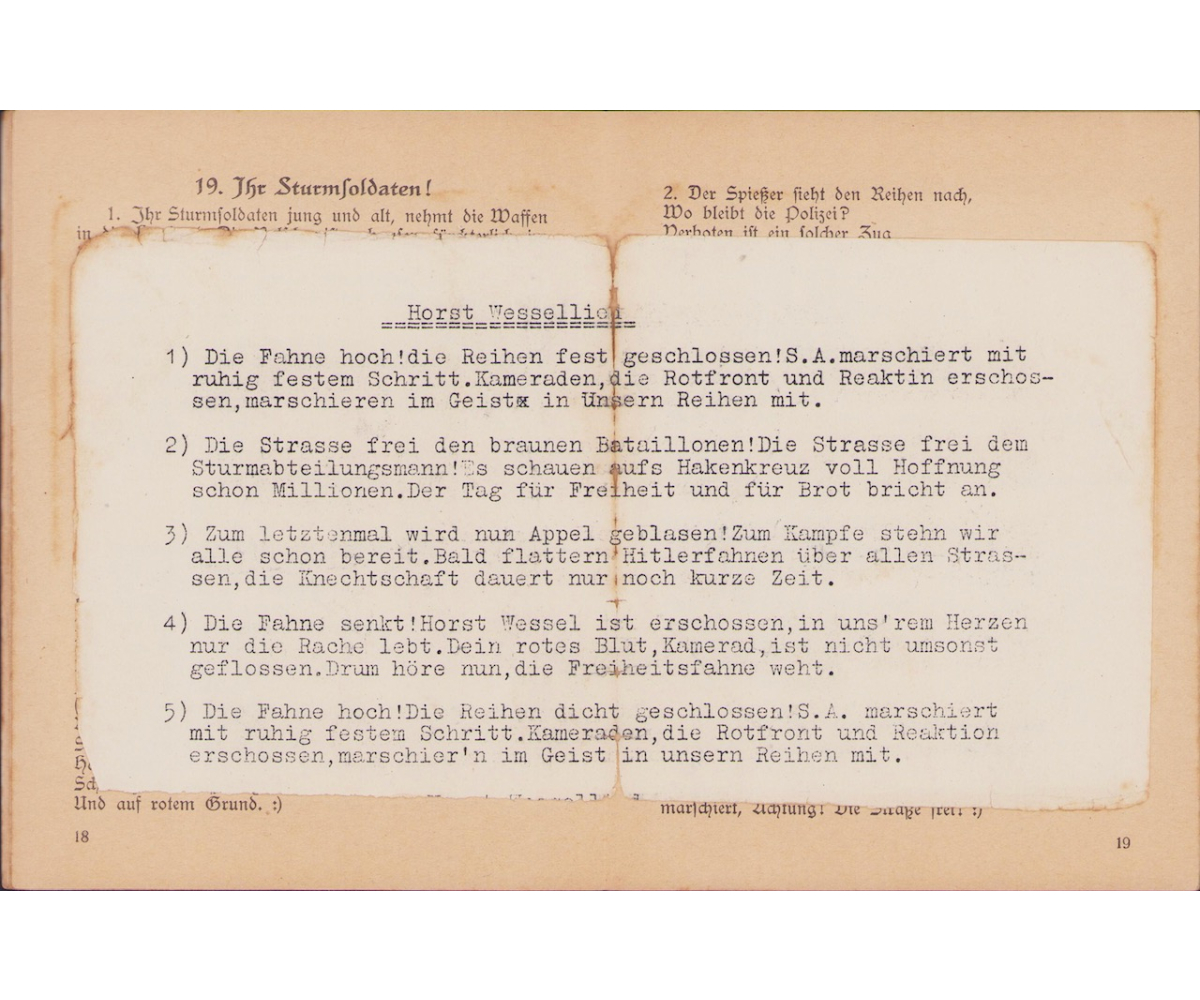 19. Ihr Sturmsoldaten!
1. Ihr Sturmsoldaten jung und alt, nehmt die Waffen
in
2. Der Spießer sieht den Reihen nach,
Wo bleibt die Polizei?
Verboten ist ein solcher Zug
Horst Wessellied
1) Die Fahne hoch!die Reihen fest geschlossen!S.A.marschiert mit
ruhig festem Schritt.Kameraden,die Rotfront und Reaktin erschos-
sen,marschieren im Geist in Unsern Reihen mit.
2) Die Strasse frei den braunen Bataillonen!Die Strasse frei dem
Sturmabteilungsmann!Es schauen aufs Hakenkreuz voll Hoffnung
schon Millionen.Der Tag für Freiheit und für Brot bricht an.
3) Zum letztenmal wird nun Appel geblasen!Zum Kampfe stehn wir
alle schon bereit.Bald flattern Hitlerfahnen über allen Stras-
sen,die Knechtschaft dauert nur noch kurze Zeit.
4) Die Fahne senkt!Horst Wessel ist erschossen,in uns'rem Herzen
nur die Rache lebt.Dein rotes Blut,Kamerad,ist nicht umsonst
geflossen.Drum höre nun,die Freiheitsfahne weht.
5) Die Fahne hoch!Die Reihen dicht geschlossen!S.A. marschiert
mit ruhig festem Schritt.Kameraden,die Rotfront und Reaktion
erschossen,marschier'n im Geist in unsern Reihen mit.
Und auf rotem Grund. :)
marschiert, Achtung! Die Straße frei! :)
18
19